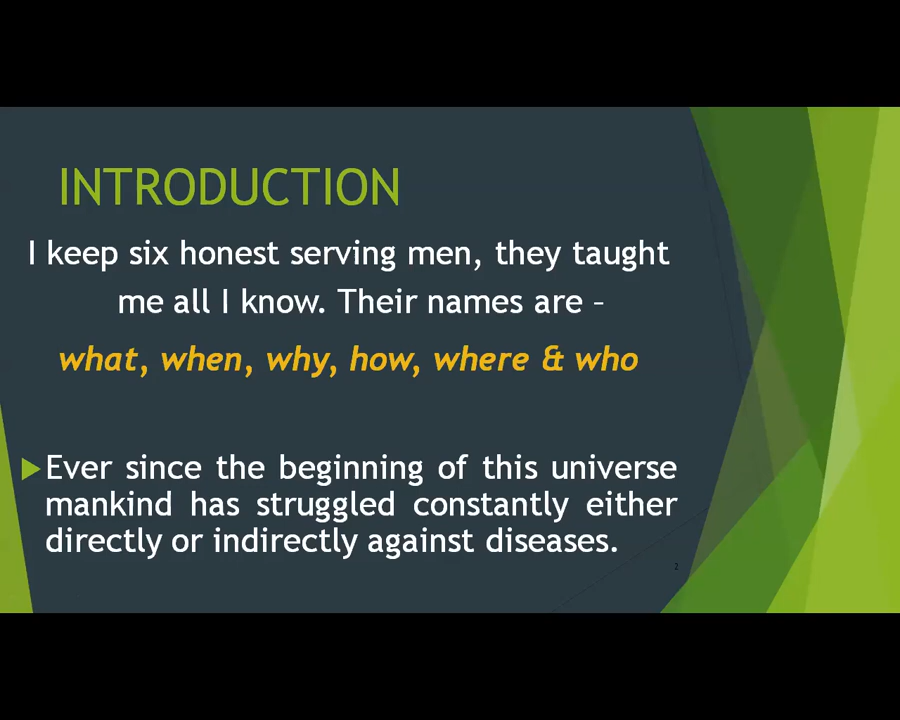 INTRODUCTION
I keep six honest serving men, they taught
me all I know. Their names are –
what, when, why, how, where & who
Ever since the beginning of this universe
mankind has struggled constantly either
directly or indirectly against diseases.
2